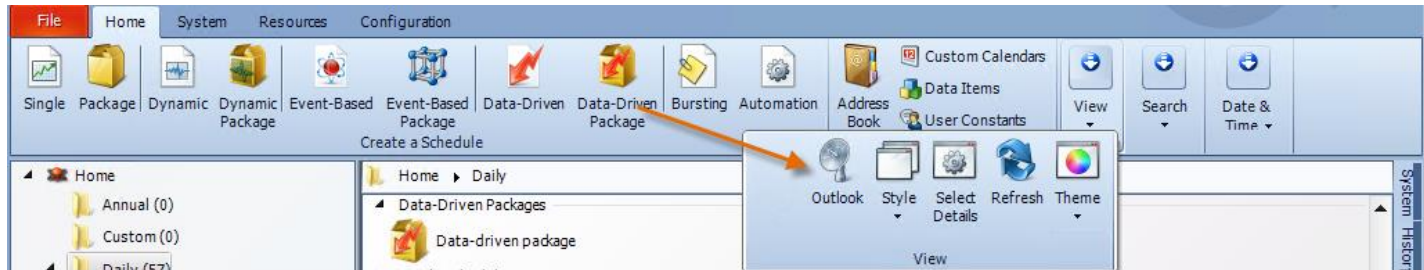 File Home System Resources Configuration
Single Package Dynamic Dynamic Package Event-Based Event-Based Package Data-Driven Data-Driven Package Bursting Automation Address Book
Custom Calendars
Data Items
User Constants
View Search Date & Time
Create a Schedule
Outlook Style Select Details Refresh Theme
View
Home
Annual (0)
Custom (0)
Daily (57)
Home Daily
Data-Driven Packages
Data-driven package
System Histor